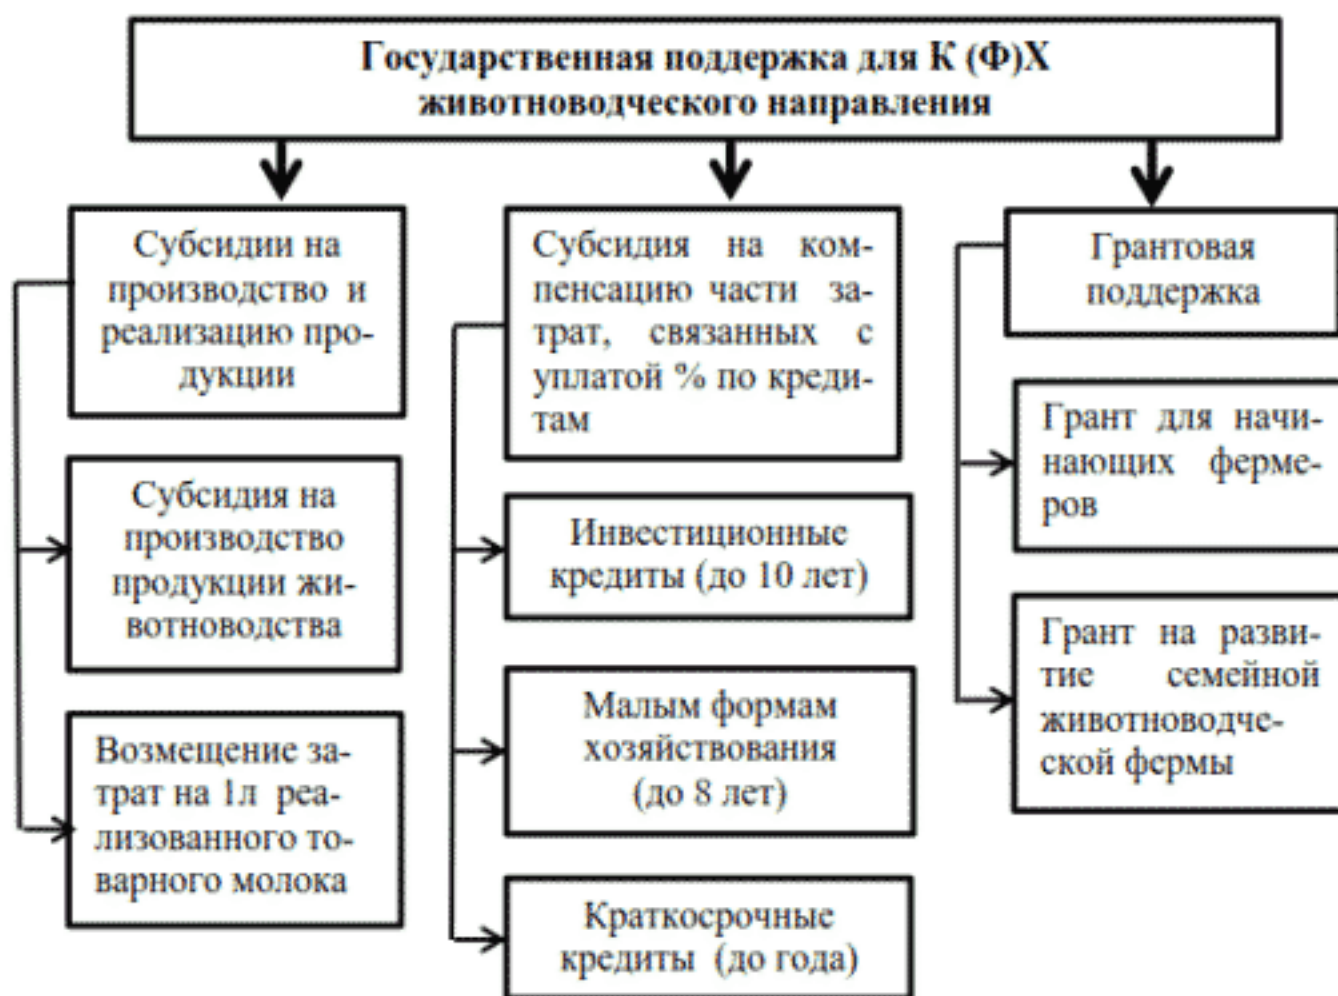 Государственная поддержка для К (Ф)Х
животноводческого направления
Субсидии на
производство и
реализацию про-
дукции
Субсидия на
производство
продукции жи-
вотноводства
Возмещение за-
трат на 1л реа-
лизованного то-
варного молока
Субсидия на ком-
пенсацию части за-
трат, связанных с
уплатой % по креди-
там
Инвестиционные
кредиты (до 10 лет)
Малым формам
хозяйствования
(до 8 лет)
Краткосрочные
кредиты (до года)
Грантовая
поддержка
Грант для начи-
нающих ферме-
ров
Грант на разви-
тие семейной
животноводче-
ской фермы